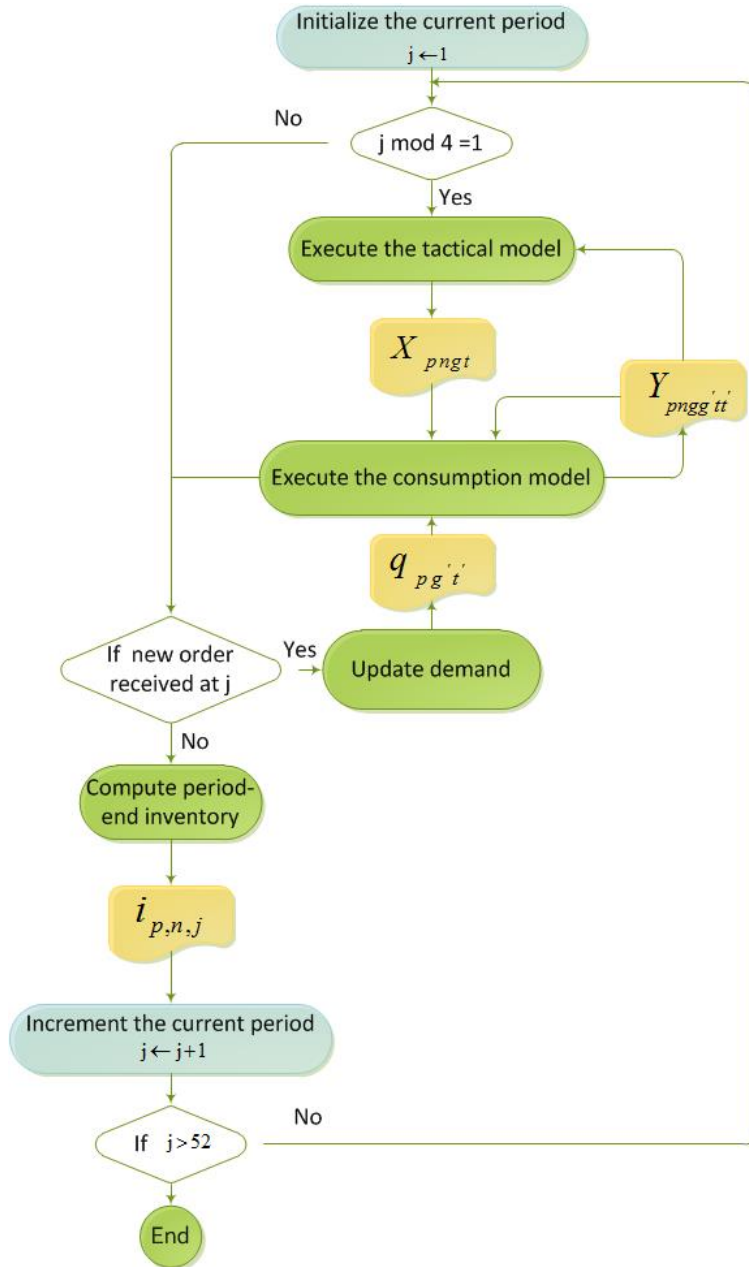 Initialize the current period
j ←1
No
j mod 4 =1
Yes
Execute the tactical model
X pngt
Y pngg't't'
Execute the consumption model
q pg't'
If new order
received at j
Yes
Update demand
No
Compute period-
end inventory
i p,n,j
Increment the current period
j ← j+1
If j>52
No
End